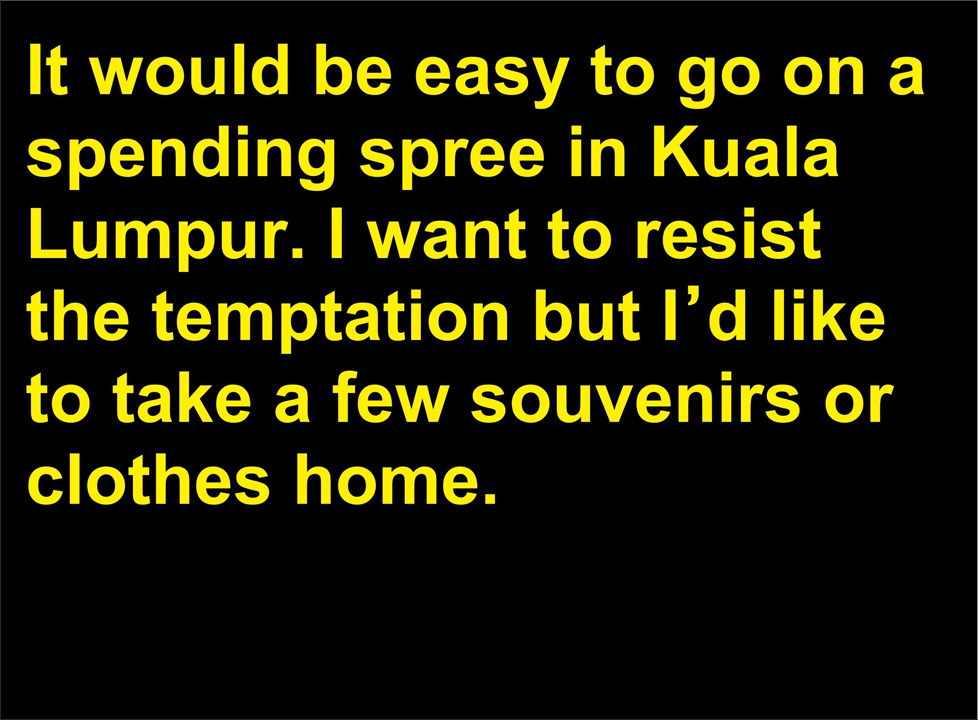 It would be easy to go on a
spending spree in Kuala
Lumpur. I want to resist
the temptation but I’d like
to take a few souvenirs or
clothes home.